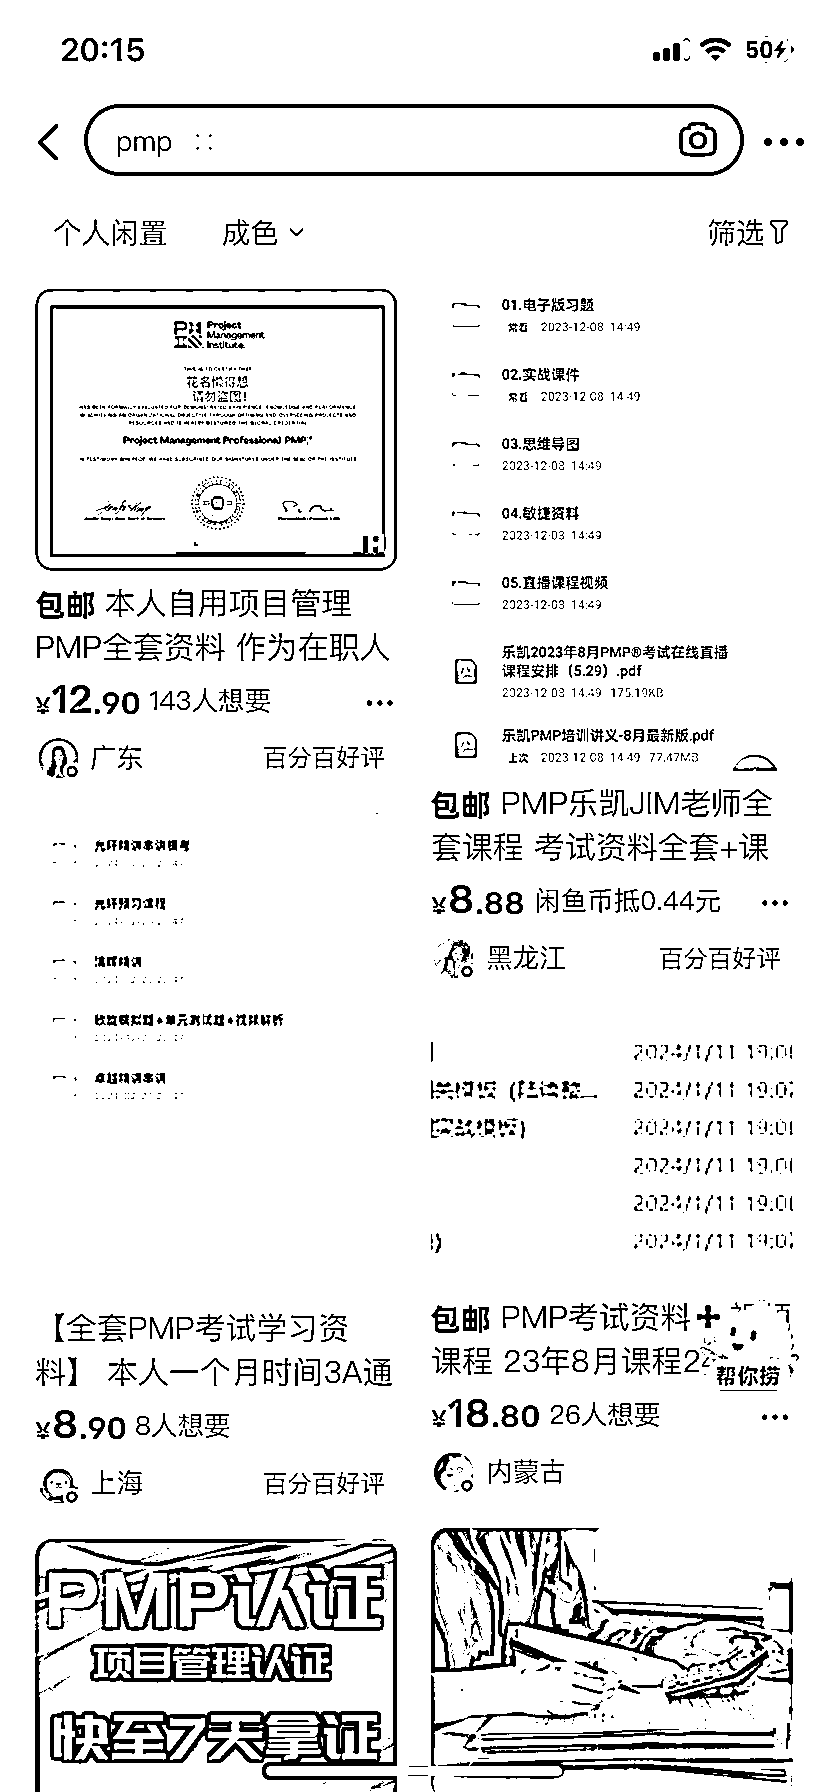 20:15
50
pmp
个人闲置
成色
筛选
Project
Management
Institute.
花名懒得想
请勿盗图!
Project Management Professional (PMP)®
包邮 本人自用项目管理
PMP全套资料 作为在职人
¥12.90 143人想要
广东 百分百好评
01.电子版习题
常看 2023-12-08 14:49
02.实战课件
常看 2023-12-08 14:49
03.思维导图
2023-12-08 14:49
04.敏捷资料
2023-12-08 14:49
05.直播课程视频
2023-12-08 14:49
乐凯2023年8月PMP®考试在线直播
课程安排（5.29）.pdf
2023-12-08 14:49 175.19KB
乐凯PMP培训讲义-8月最新版.pdf
上次 2023-12-08 14:49 77.47MB
包邮 PMP乐凯JIM老师全
套课程 考试资料全套+课
¥8.88 闲鱼币抵0.44元
黑龙江 百分百好评
【全套PMP考试学习资
料】 本人一个月时间3A通
¥8.90 8人想要
上海 百分百好评
2024/1/11 19:0
2024/1/11 19:0
2024/1/11 19:0
2024/1/11 19:0
2024/1/11 19:0
2024/1/11 19:0
包邮 PMP考试资料➕
课程 23年8月课程2
帮你捞
¥18.80 26人想要
内蒙古
PMP认证
项目管理认证
快至7天拿证